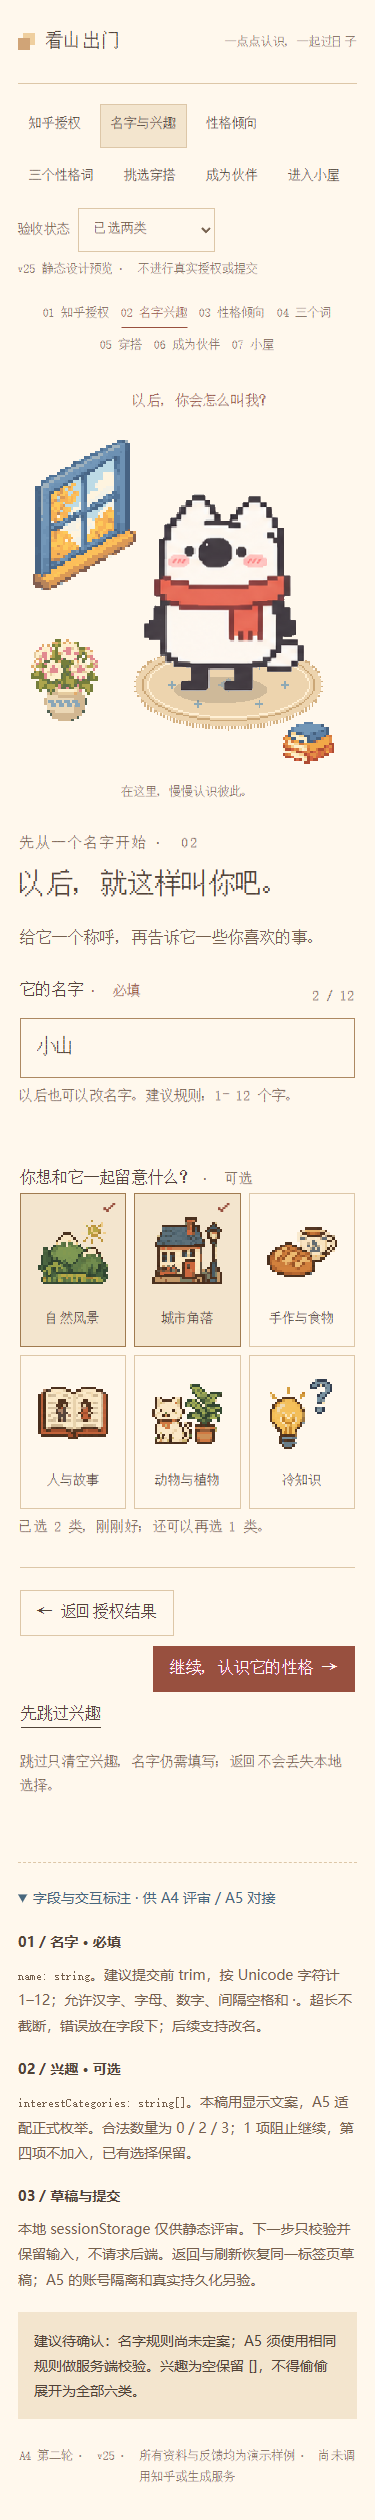 看山出门
一点点认识，一起过日子
知乎授权 名字与兴趣 性格倾向
三个性格词 挑选穿搭 成为伙伴 进入小屋
验收状态 已选两类
v25 静态设计预览 · 不进行真实授权或提交
01 知乎授权 02 名字兴趣 03 性格倾向 04 三个词
05 穿搭 06 成为伙伴 07 小屋
以后，你会怎么叫我？
在这里，慢慢认识彼此。
先从一个名字开始 · 02
以后，就这样叫你吧。
给它一个称呼，再告诉它一些你喜欢的事。
它的名字 · 必填 2 / 12
小山
以后也可以改名字。建议规则：1– 12 个字。
你想和它一起留意什么？ · 可选
自然风景 城市角落 手作与食物
人与故事 动物与植物 冷知识
已选 2 类，刚刚好；还可以再选 1 类。
← 返回授权结果
继续，认识它的性格 →
先跳过兴趣
跳过只清空兴趣，名字仍需填写；返回不会丢失本地
选择。
▼ 字段与交互标注 · 供 A4 评审 / A5 对接
01 / 名字 • 必填
name: string。建议提交前 trim，按 Unicode 字符计
1–12；允许汉字、字母、数字、间隔空格和 ·。超长不
截断，错误放在字段下；后续支持改名。
02 / 兴趣 • 可选
interestCategories: string[]。本稿用显示文案，A5 适
配正式枚举。合法数量为 0 / 2 / 3；1 项阻止继续，第
四项不加入，已有选择保留。
03 / 草稿与提交
本地 sessionStorage 仅供静态评审。下一步只校验并
保留输入，不请求后端。返回与刷新恢复同一标签页草
稿；A5 的账号隔离和真实持久化另验。
建议待确认：名字规则尚未定案；A5 须使用相同
规则做服务端校验。兴趣为空保留 []，不得偷偷
展开为全部六类。
A4 第二轮 · v25 · 所有资料与反馈均为演示样例 · 尚未调
用知乎或生成服务